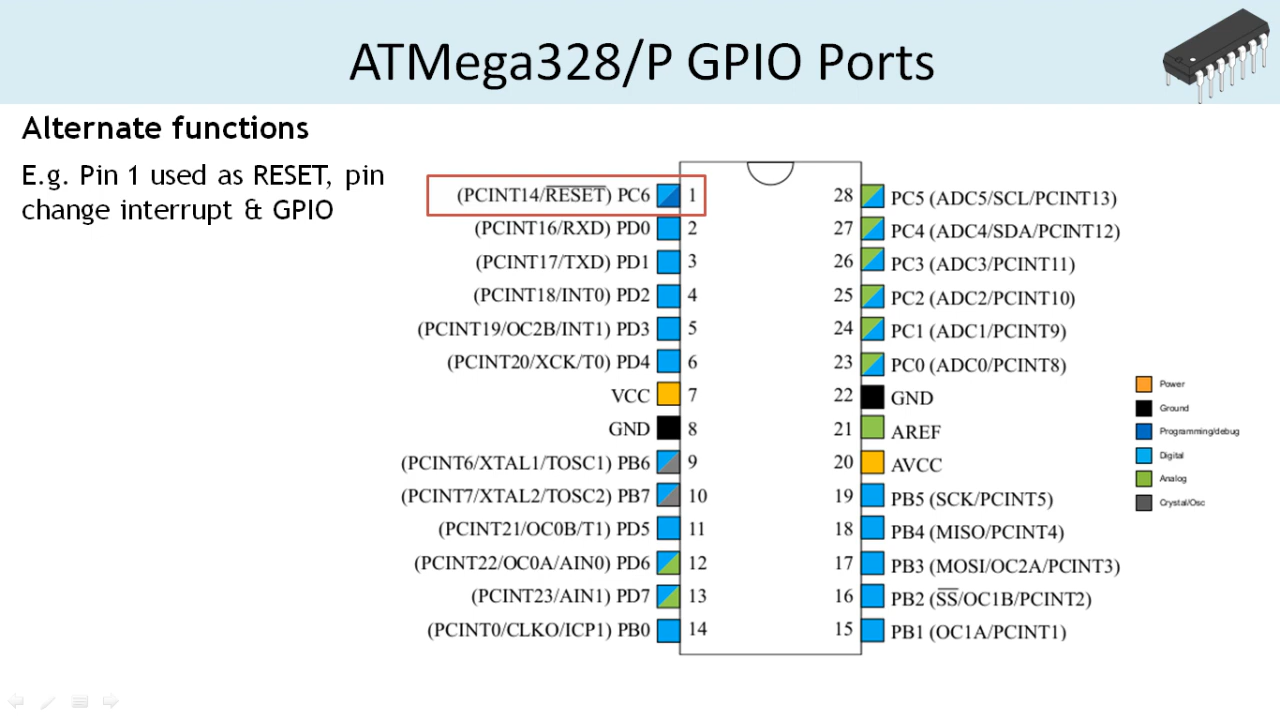 ATMega328/P GPIO Ports
Alternate functions
E.g. Pin 1 used as RESET, pin
change interrupt & GPIO
(PCINT14/RESET) PC6 1
(PCINT16/RXD) PD0 2
(PCINT17/TXD) PD1 3
(PCINT18/INT0) PD2 4
(PCINT19/OC2B/INT1) PD3 5
(PCINT20/XCK/T0) PD4 6
VCC 7
GND 8
(PCINT6/XTAL1/TOSC1) PB6 9
(PCINT7/XTAL2/TOSC2) PB7 10
(PCINT21/OC0B/T1) PD5 11
(PCINT22/OC0A/AIN0) PD6 12
(PCINT23/AIN1) PD7 13
(PCINT0/CLKO/ICP1) PB0 14
28 PC5 (ADC5/SCL/PCINT13)
27 PC4 (ADC4/SDA/PCINT12)
26 PC3 (ADC3/PCINT11)
25 PC2 (ADC2/PCINT10)
24 PC1 (ADC1/PCINT9)
23 PC0 (ADC0/PCINT8)
22 GND
21 AREF
20 AVCC
19 PB5 (SCK/PCINT5)
18 PB4 (MISO/PCINT4)
17 PB3 (MOSI/OC2A/PCINT3)
16 PB2 (SS/OC1B/PCINT2)
15 PB1 (OC1A/PCINT1)
Power
Ground
Programming/debug
Digital
Analog
Crystal/Osc